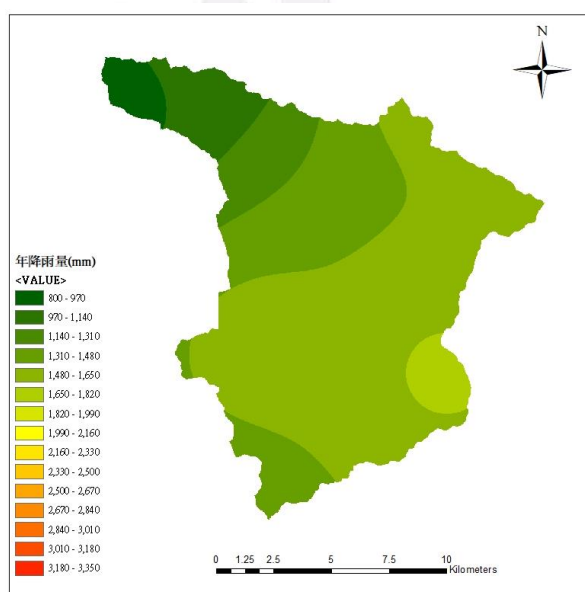 N
年降雨量(mm)
<VALUE>
800 - 970
970 - 1,140
1,140 - 1,310
1,310 - 1,480
1,480 - 1,650
1,650 - 1,820
1,820 - 1,990
1,990 - 2,160
2,160 - 2,330
2,330 - 2,500
2,500 - 2,670
2,670 - 2,840
2,840 - 3,010
3,010 - 3,180
3,180 - 3,350
0 1.25 2.5 5 7.5 10
Kilometers